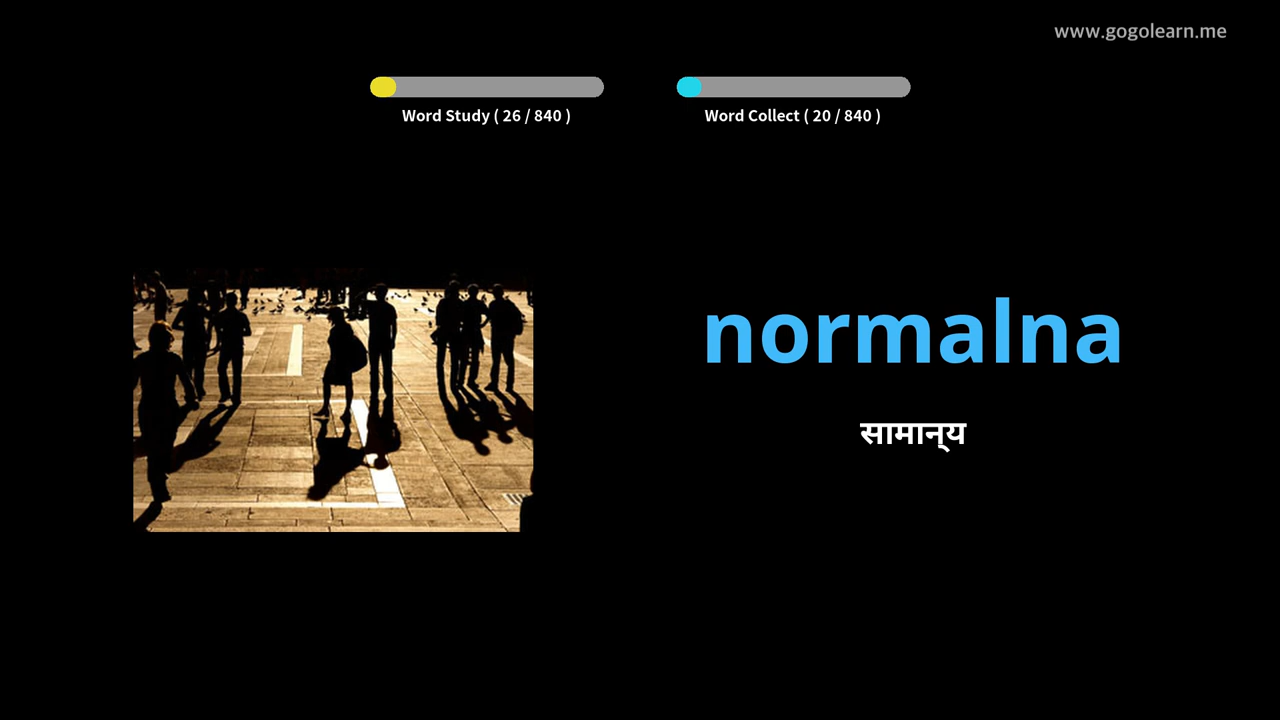 www.gogolearn.me
Word Study ( 26 / 840 )
Word Collect ( 20 / 840 )
normalna
सामान्य